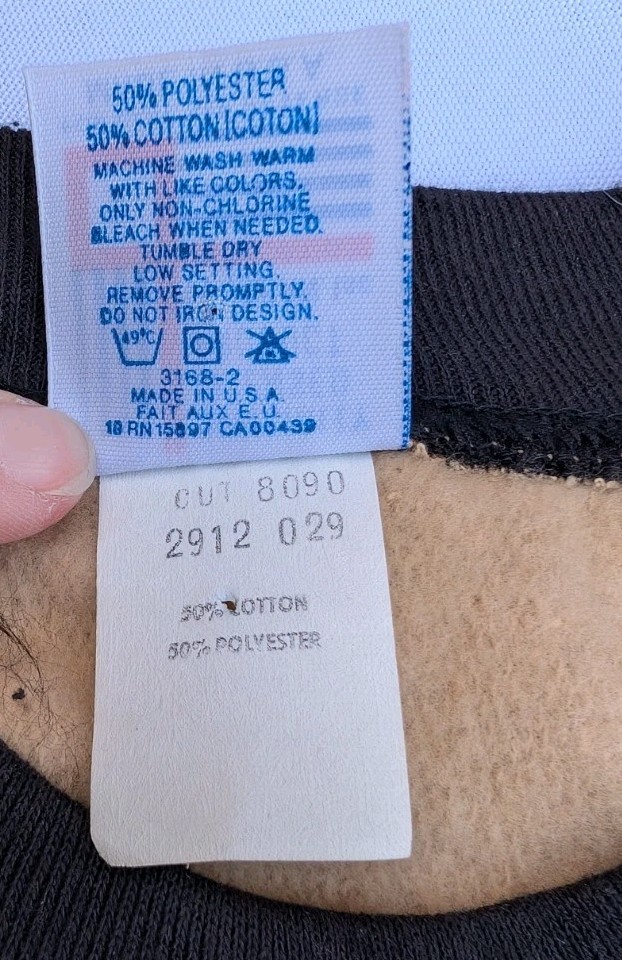 50% POLYESTER
50% COTTON [COTON]
MACHINE WASH WARM
WITH LIKE COLORS.
ONLY NON-CHLORINE
BLEACH WHEN NEEDED.
TUMBLE DRY
LOW SETTING.
REMOVE PROMPTLY.
DO NOT IRON DESIGN.
49°C
3168-2
MADE IN U.S.A.
FAIT AUX E.U.
18 RN15897 CA00439
CUT 8090
2912 029
50% COTTON
50% POLYESTER